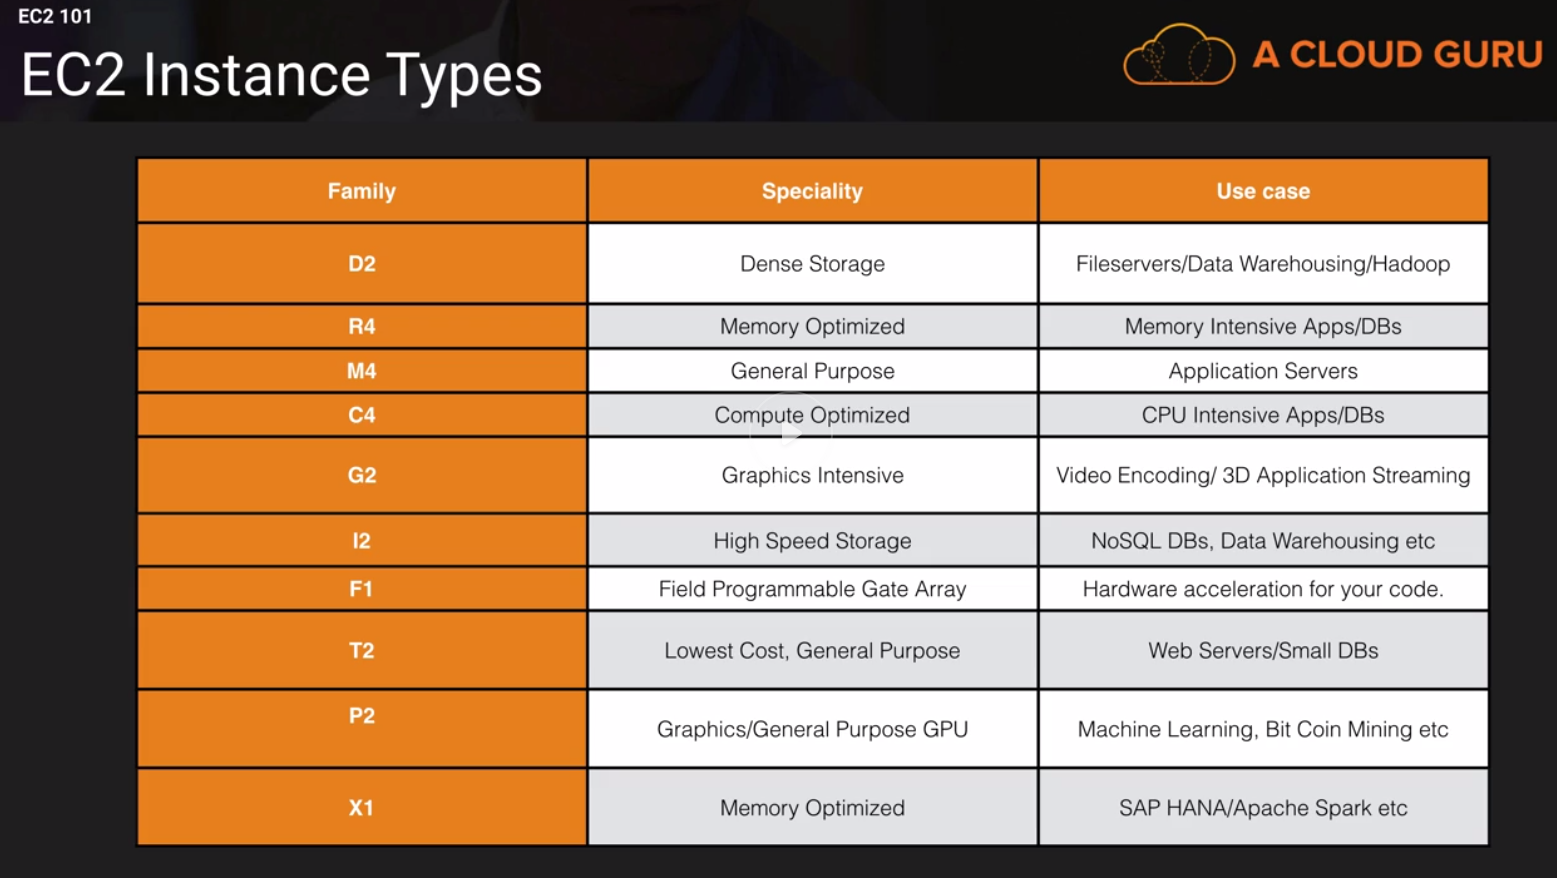 EC2 101
EC2 Instance Types
A CLOUD GURU
Family Speciality Use case
D2 Dense Storage Fileservers/Data Warehousing/Hadoop
R4 Memory Optimized Memory Intensive Apps/DBs
M4 General Purpose Application Servers
C4 Compute Optimized CPU Intensive Apps/DBs
G2 Graphics Intensive Video Encoding/ 3D Application Streaming
I2 High Speed Storage NoSQL DBs, Data Warehousing etc
F1 Field Programmable Gate Array Hardware acceleration for your code.
T2 Lowest Cost, General Purpose Web Servers/Small DBs
P2 Graphics/General Purpose GPU Machine Learning, Bit Coin Mining etc
X1 Memory Optimized SAP HANA/Apache Spark etc